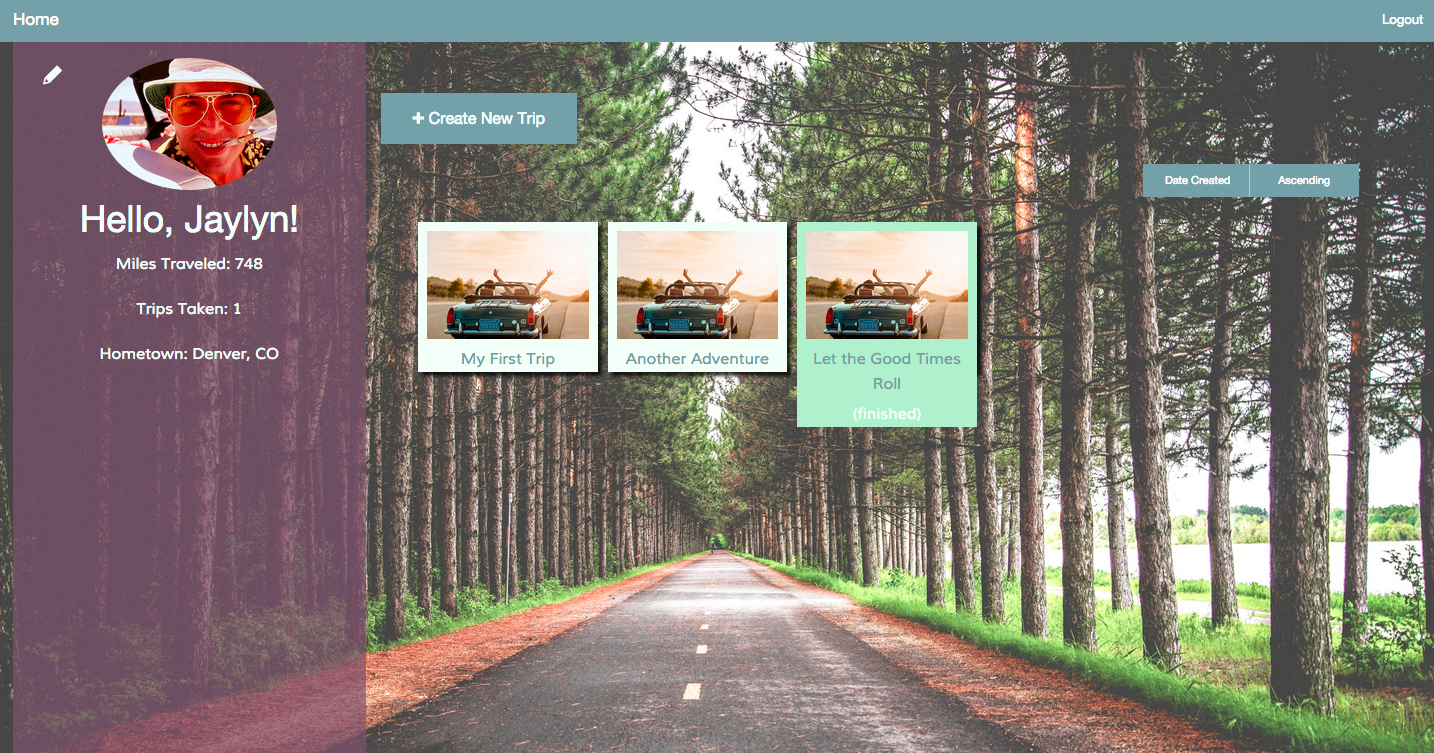 Home
Logout
Create New Trip
Date Created
Ascending
Hello, Jaylyn!
Miles Traveled: 748
Trips Taken: 1
Hometown: Denver, CO
My First Trip
Another Adventure
Let the Good Times
Roll
(finished)